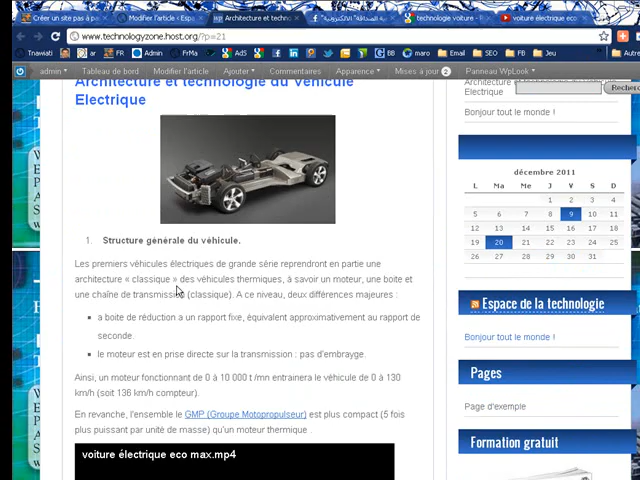 Créer un site pas à p
Modifier l'article ‹ Esp
Architecture et techno
technologie voiture -
voiture électrique eco
www.technologyzone.host.org/?p=21
Tnawiati
ar
FR
Admin
FrMo
FR
GB
BB
maro
Email
SEO
FB
Je
Autre
admin
Tableau de bord
Modifier l'article
Ajouter
Commentaires
Apparence
Mises à jour 2
Panneau WpLook
Architecture et technologie du Véhicule
Electrique
1. Structure générale du véhicule.
Les premiers véhicules électriques de grande série reprendront en partie une
architecture « classique » des véhicules thermiques, à savoir un moteur, une boite et
une chaîne de transmission (classique). A ce niveau, deux différences majeures :
a boite de réduction a un rapport fixe, équivalent approximativement au rapport de
seconde.
le moteur est en prise directe sur la transmission : pas d'embrayge.
Ainsi, un moteur fonctionnant de 0 à 10 000 t /mn entrainera le véhicule de 0 à 130
km/h (soit 136 km/h compteur).
En revanche, l'ensemble le GMP (Groupe Motopropulseur) est plus compact (5 fois
plus puissant par unité de masse) qu'un moteur thermique .
voiture électrique eco max.mp4
Electrique
Recherc
Bonjour tout le monde !
décembre 2011
L Ma Me J V S D
1 2 3 4
5 6 7 8 9 10 11
12 13 14 15 16 17 18
19 20 21 22 23 24 25
26 27 28 29 30 31
Espace de la technologie
Bonjour tout le monde !
Pages
Page d'exemple
Formation gratuit